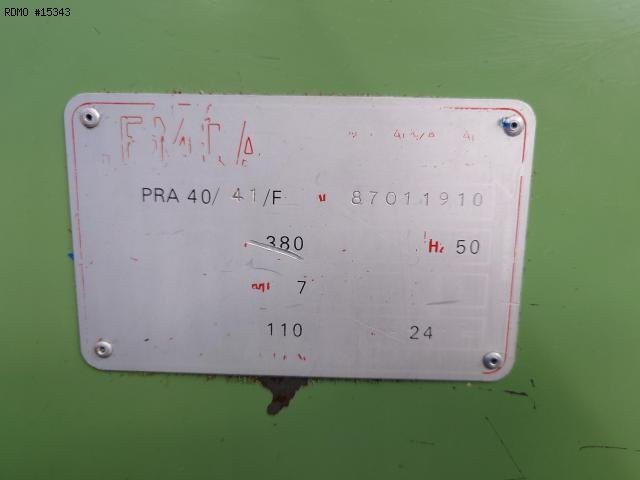 RDMO #15343
PRA 40/ 41/F 87011910
380 Hz 50
7
110 24